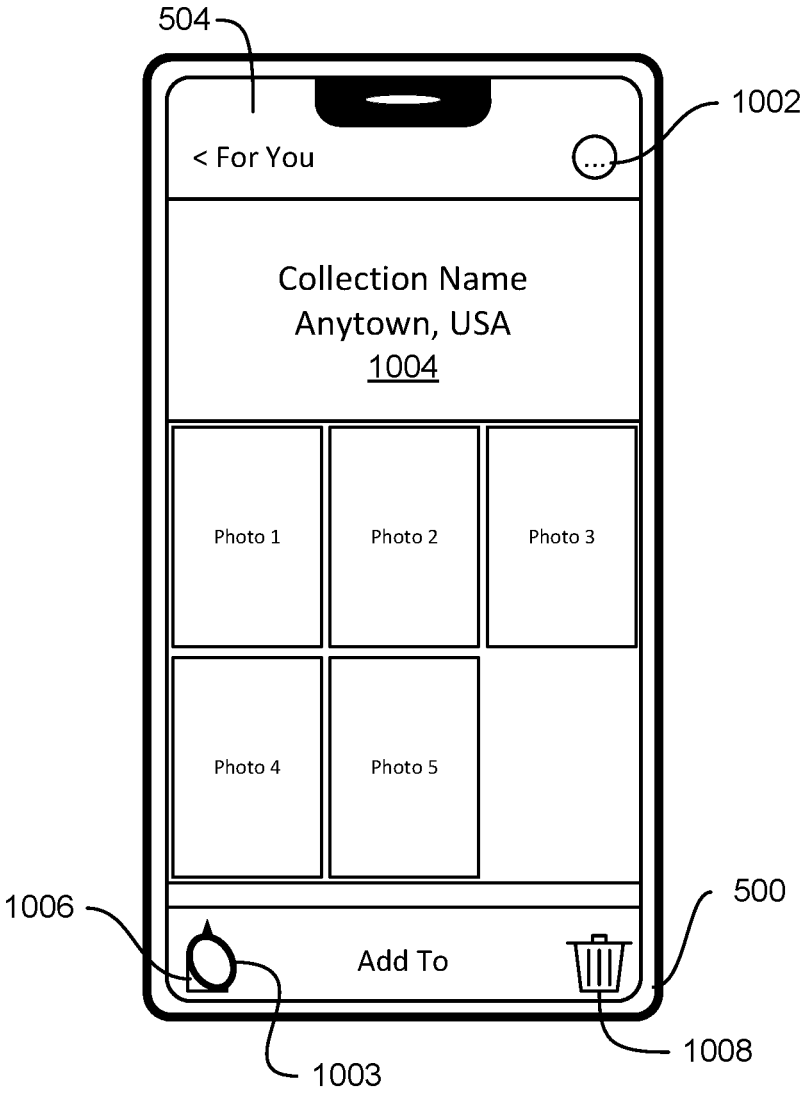 504
1002
< For You
...
Collection Name
Anytown, USA
1004
Photo 1
Photo 2
Photo 3
Photo 4
Photo 5
1006
500
Add To
1008
1003